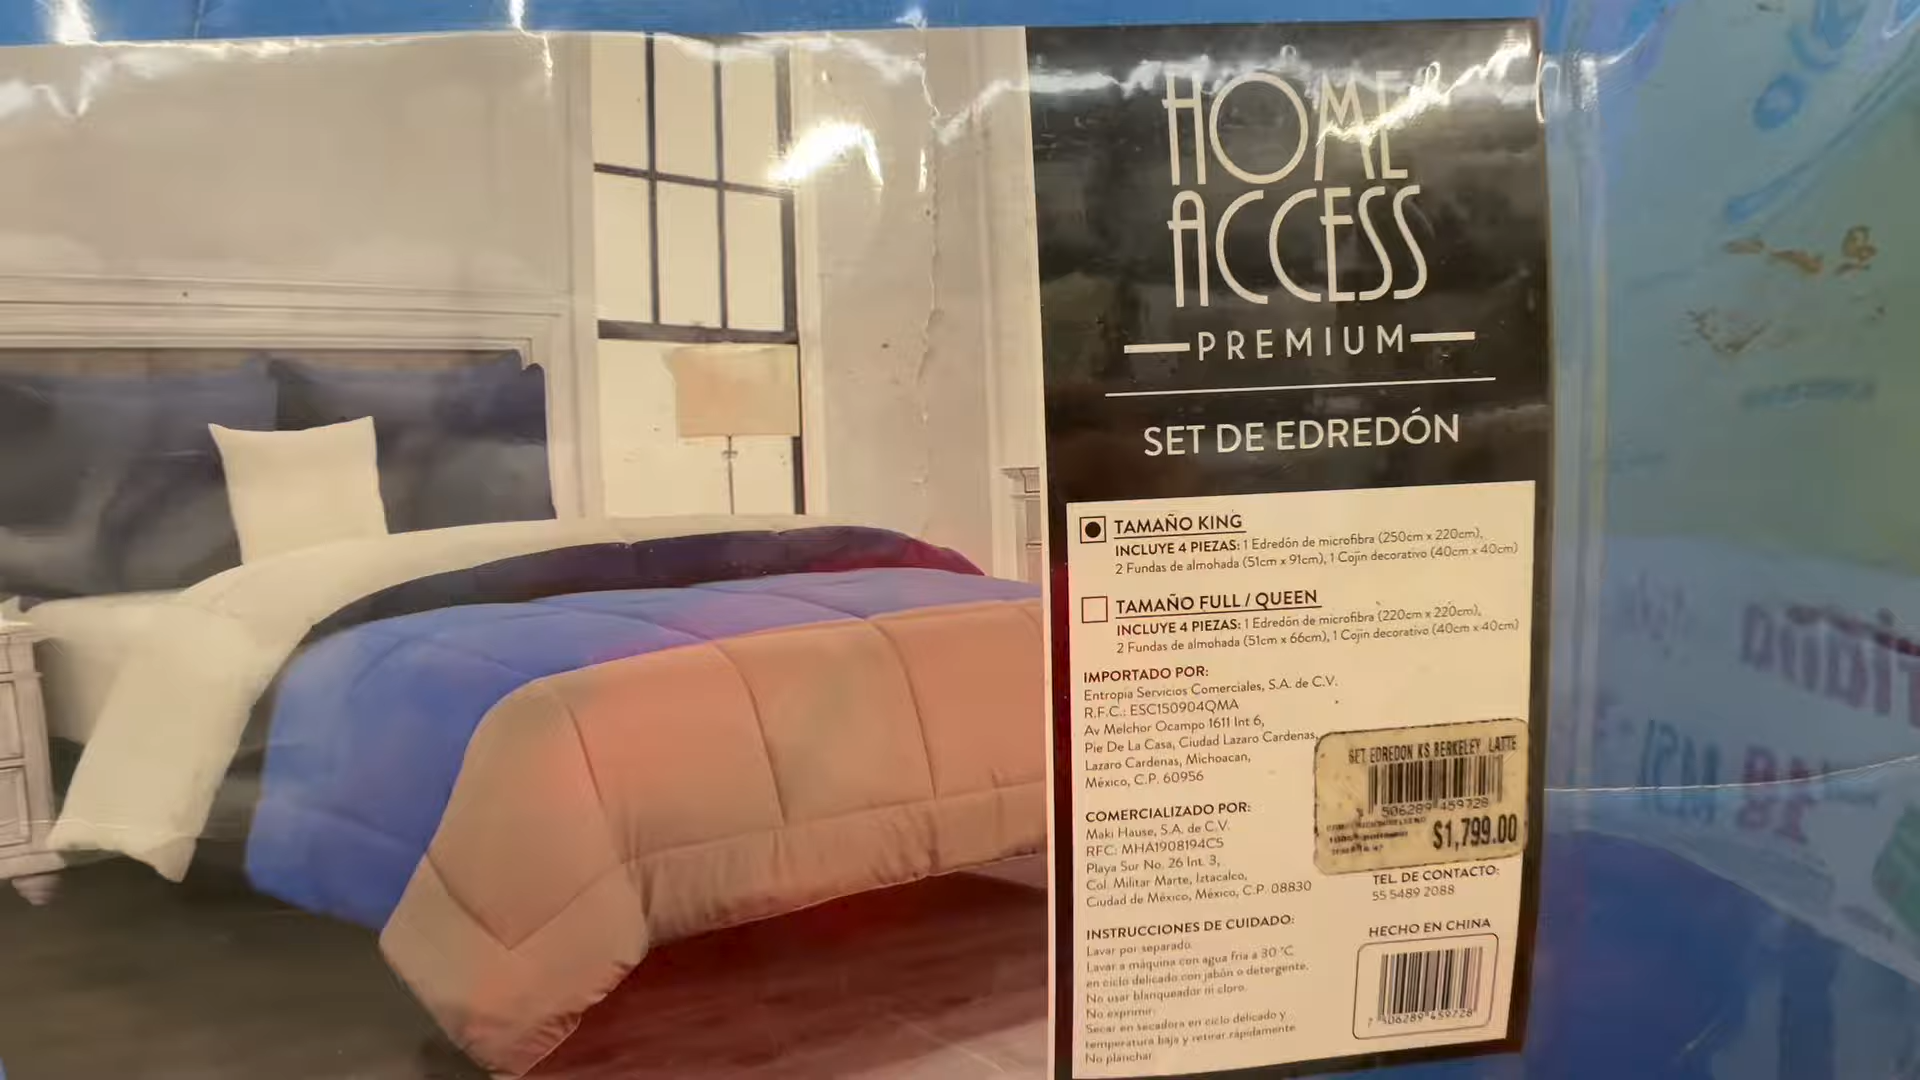 HOME
ACCESS
PREMIUM
SET DE EDREDÓN
TAMAÑO KING
INCLUYE 4 PIEZAS: 1 Edredón de microfibra (250cm x 220cm),
2 Fundas de almohada (51cm x 91cm), 1 Cojín decorativo (40cm x 40cm)
TAMAÑO FULL / QUEEN
INCLUYE 4 PIEZAS: 1 Edredón de microfibra (220cm x 220cm),
2 Fundas de almohada (51cm x 66cm), 1 Cojín decorativo (40cm x 40cm)
IMPORTADO POR:
Entropia Servicios Comerciales, S.A. de C.V.
R.F.C.: ESC150904QMA
Av Melchor Ocampo 1611 Int 6,
Pie De La Casa, Ciudad Lazaro Cardenas,
Lazaro Cardenas, Michoacan,
México, C.P. 60956
SET EDREDON KS BERKELEY LATTE
506289 459728
$1,799.00
COMERCIALIZADO POR:
Maki Hause, S.A. de C.V.
RFC: MHA1908194C5
Playa Sur No. 26 Int. 3,
Col. Militar Marte, Iztacalco,
Ciudad de México, México, C.P. 08830
TEL. DE CONTACTO:
55 5489 2088
INSTRUCCIONES DE CUIDADO:
Lavar por separado.
Lavar a máquina con agua fria a 30 °C
en ciclo delicado con jabón o detergente.
No usar blanqueador ni cloro.
No exprimir.
Secar en secadora en ciclo delicado y
temperatura baja y retirar rápidamente.
No planchar.
HECHO EN CHINA
7 506289 459728